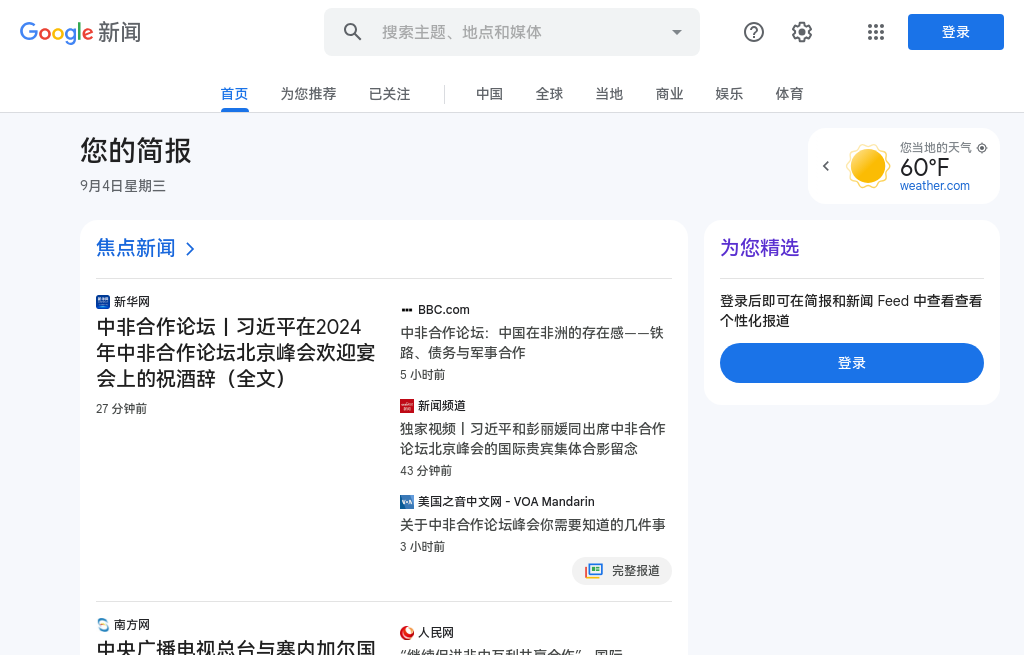 Google 新闻
搜索主题、地点和媒体
登录
首页
为您推荐
已关注
中国
全球
当地
商业
娱乐
体育
您的简报
9月4日星期三
您当地的天气
60°F
weather.com
焦点新闻
新华网
中非合作论坛丨习近平在2024
年中非合作论坛北京峰会欢迎宴
会上的祝酒辞（全文）
27 分钟前
BBC.com
中非合作论坛：中国在非洲的存在感——铁
路、债务与军事合作
5 小时前
新闻频道
独家视频丨习近平和彭丽媛同出席中非合作
论坛北京峰会的国际贵宾集体合影留念
43 分钟前
美国之音中文网 - VOA Mandarin
关于中非合作论坛峰会你需要知道的几件事
3 小时前
完整报道
为您精选
登录后即可在简报和新闻 Feed 中查看查看
个性化报道
登录
南方网
中央广播电视总台与塞内加尔国
人民网
“继续促进非中互利共赢合作”--国际